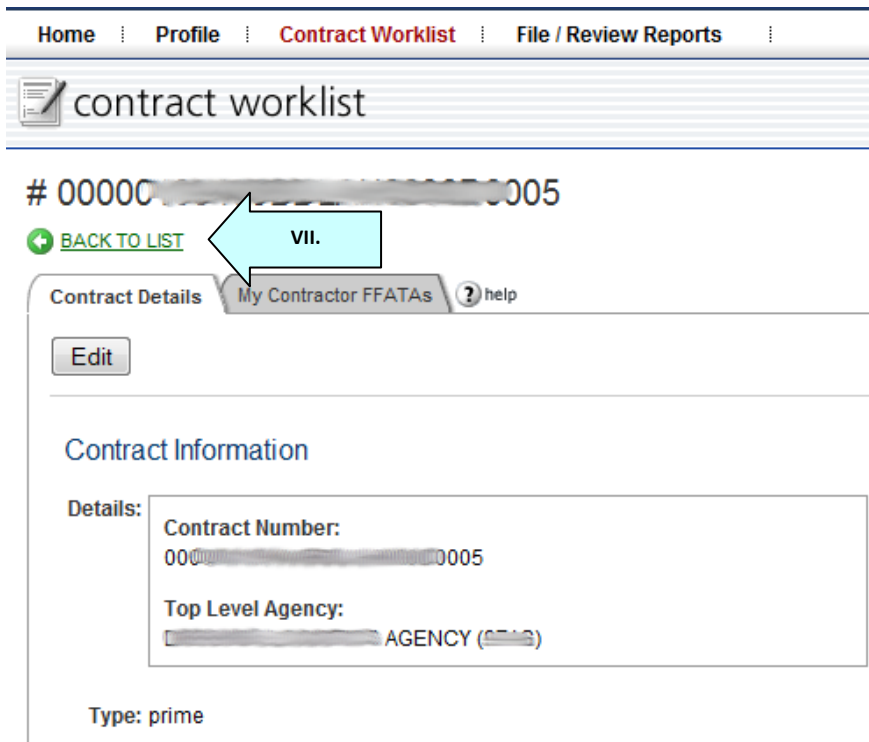 Home Profile Contract Worklist File / Review Reports
contract worklist
# 00000 0005
BACK TO LIST
VII.
Contract Details My Contractor FFATAs ? help
Edit
Contract Information
Details:
Contract Number:
000 0005
Top Level Agency:
AGENCY ( )
Type: prime